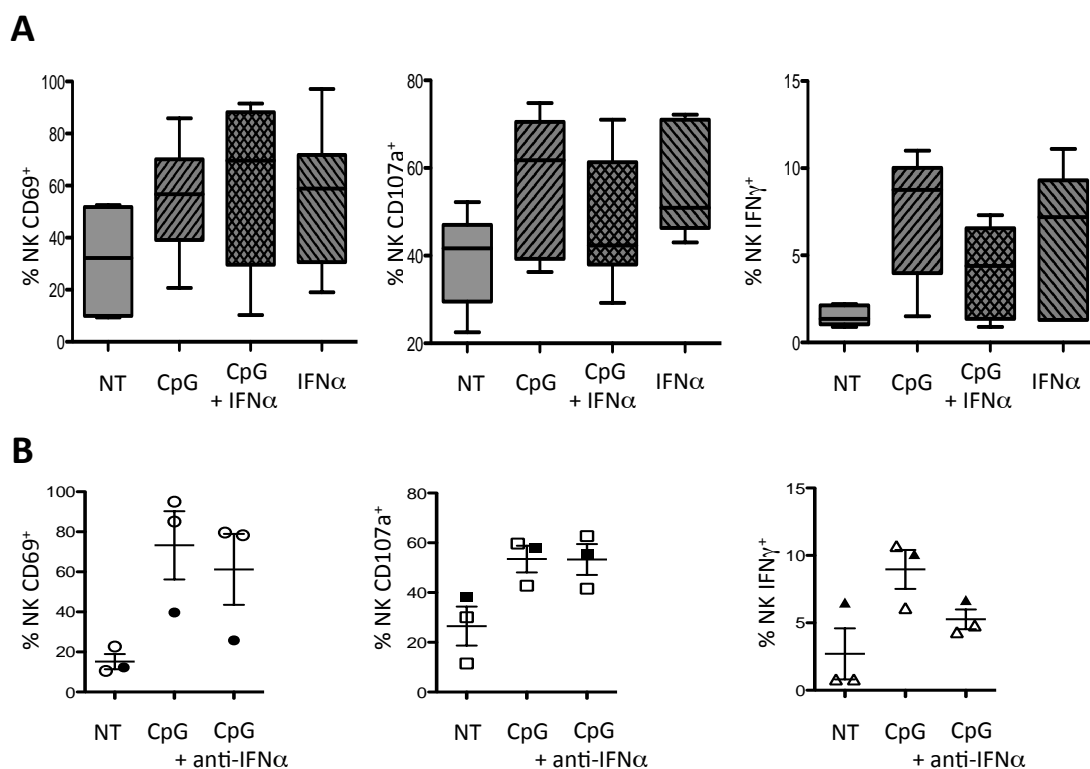 A
% NK CD69+
100
80
60
40
20
0
NT
CpG
CpG + IFNα
IFNα
% NK CD107a+
80
60
40
20
NT
CpG
CpG + IFNα
IFNα
% NK IFNγ+
15
10
5
0
NT
CpG
CpG + IFNα
IFNα
B
% NK CD69+
100
80
60
40
20
0
NT
CpG
CpG + anti-IFNα
% NK CD107a+
80
60
40
20
0
NT
CpG
CpG + anti-IFNα
% NK IFNγ+
15
10
5
0
NT
CpG
CpG + anti-IFNα